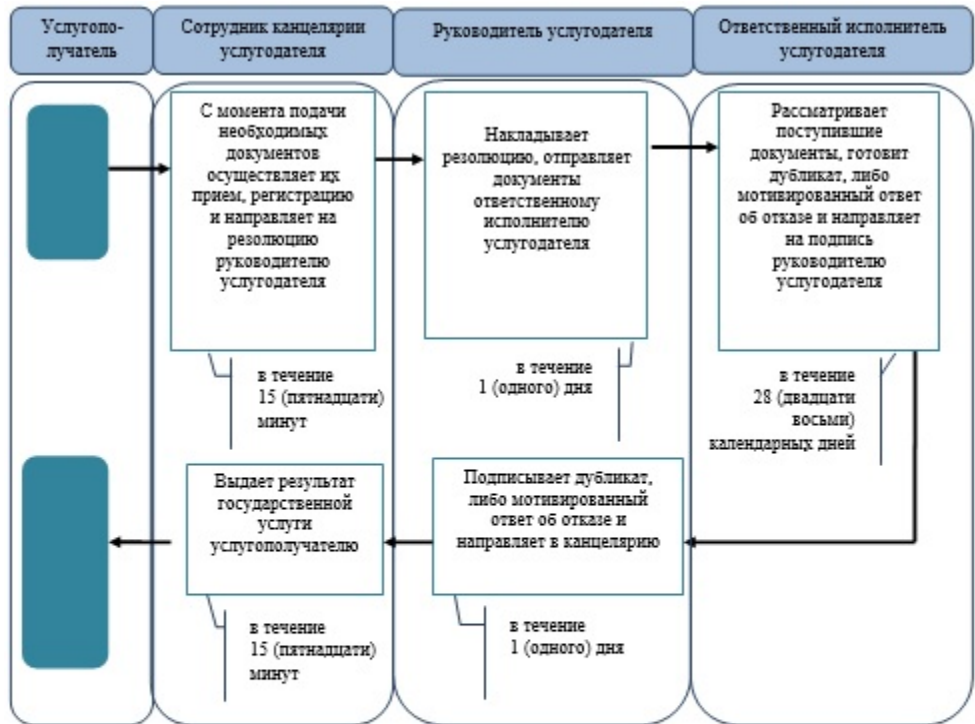 Услугопо-
лучатель
Сотрудник канцелярии
услугодателя
Руководитель услугодателя
Ответственный исполнитель
услугодателя
С момента подачи
необходимых
документов
осуществляет их
прием, регистрацию
и направляет на
резолюцию
руководителю
услугодателя
Накладывает
резолюцию, отправляет
документы
ответственному
исполнителю
услугодателя
Рассматривает
поступившие
документы, готовит
дубликат, либо
мотивированный ответ
об отказе и направляет
на подпись
руководителю
услугодателя
в течение
15 (пятнадцати)
минут
в течение
1 (одного) дня
в течение
28 (двадцати
восьми)
календарных дней
Выдает результат
государственной
услуги
услугополучателю
Подписывает дубликат,
либо мотивированный
ответ об отказе и
направляет в канцелярию
в течение
15 (пятнадцати)
минут
в течение
1 (одного) дня